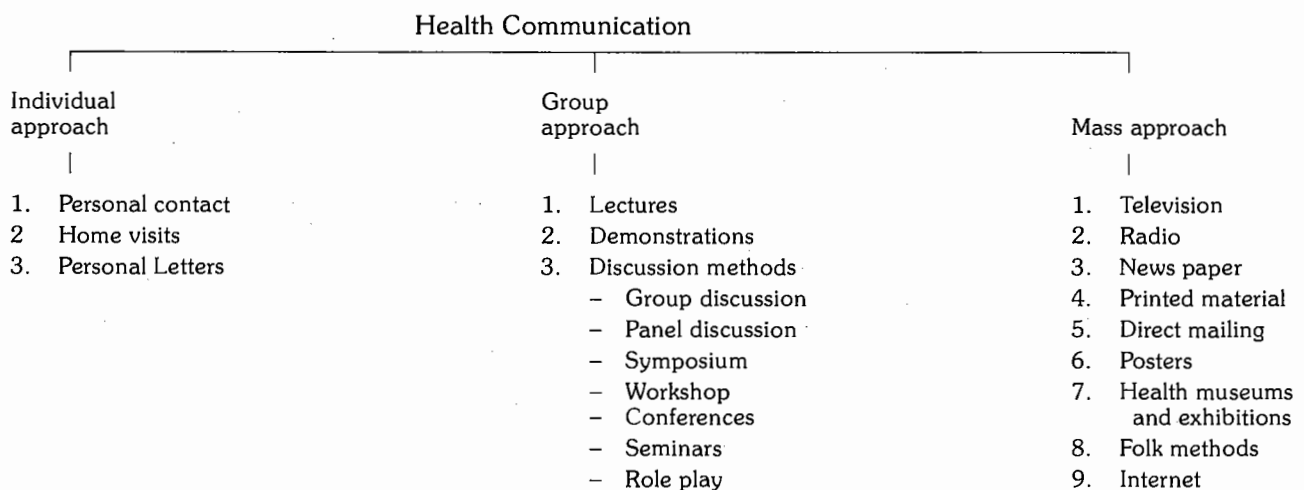 Health Communication
Individual
approach
1. Personal contact
2 Home visits
3. Personal Letters
Group
approach
1. Lectures
2. Demonstrations
3. Discussion methods
– Group discussion
– Panel discussion
– Symposium
– Workshop
– Conferences
– Seminars
– Role play
Mass approach
1. Television
2. Radio
3. News paper
4. Printed material
5. Direct mailing
6. Posters
7. Health museums
and exhibitions
8. Folk methods
9. Internet